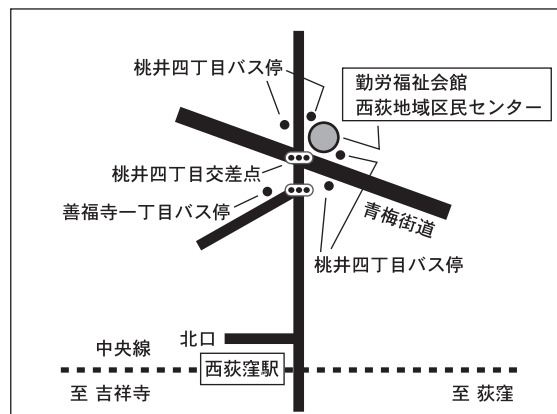 桃井四丁目バス停
勤労福祉会館
西荻地域区民センター
桃井四丁目交差点
善福寺一丁目バス停
青梅街道
桃井四丁目バス停
北口
中央線
西荻窪駅
至 吉祥寺
至 荻窪